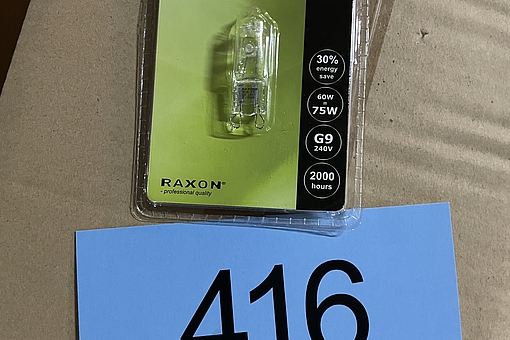 30%
energy
save
60W
=
75W
G9
240V
2000
hours
RAXON®
- professional quality
416